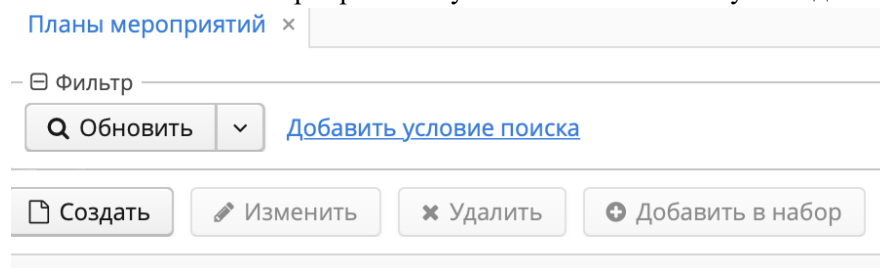 Планы мероприятий ×
Фильтр
Обновить Добавить условие поиска
Создать Изменить Удалить Добавить в набор